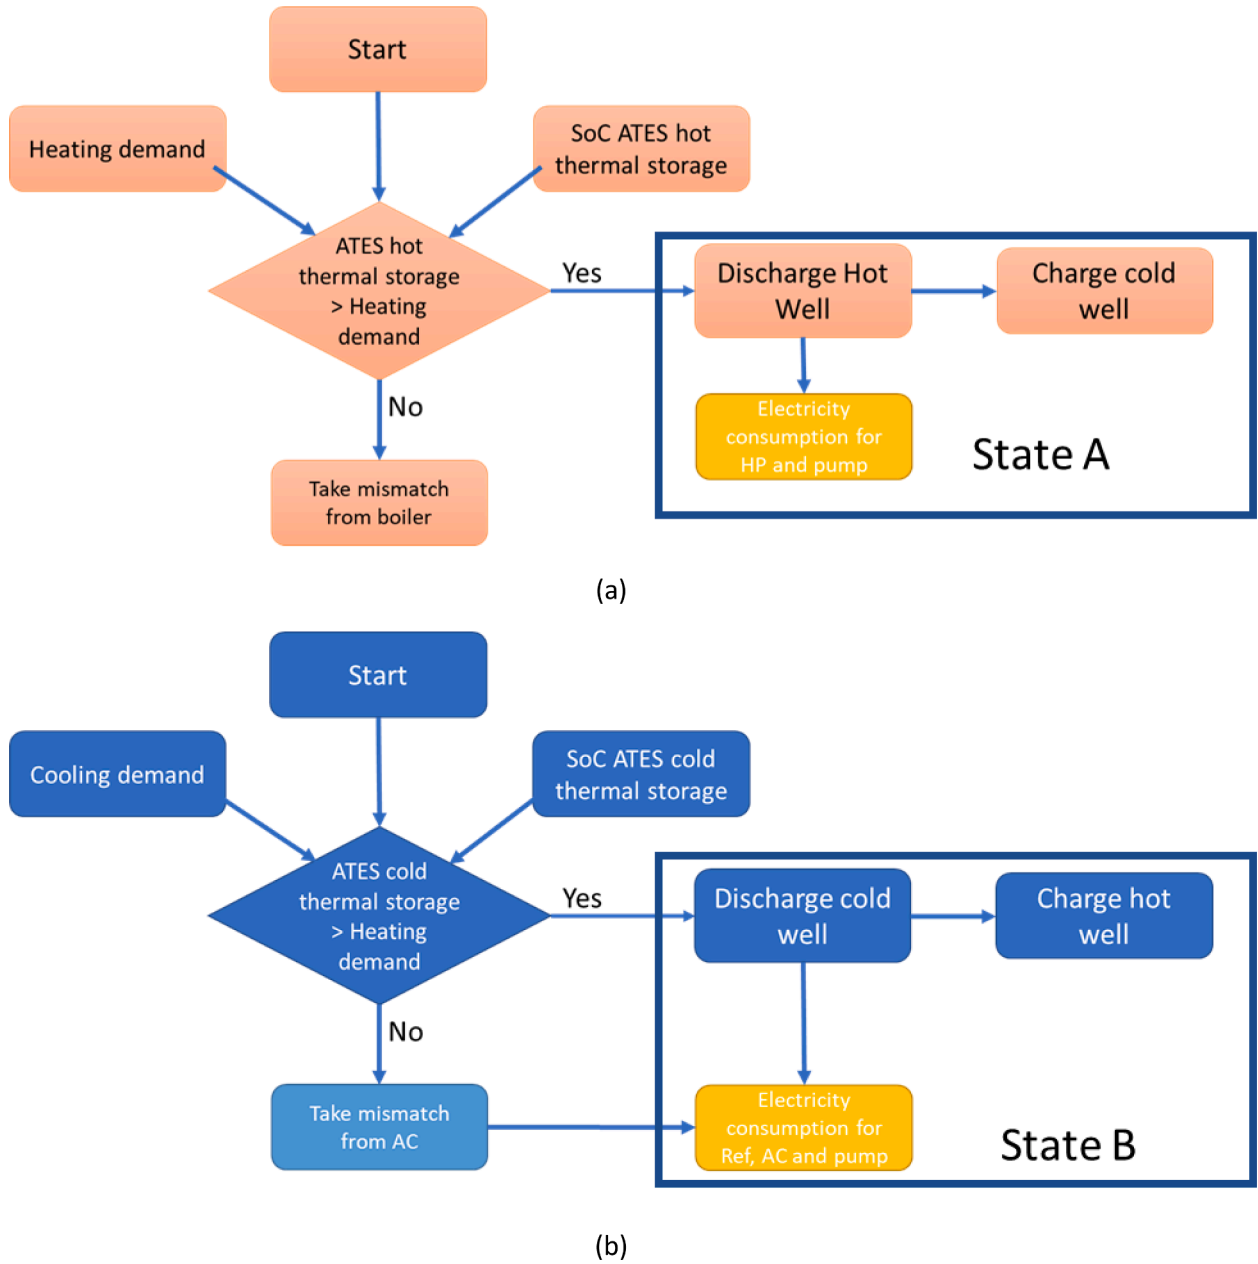 Start
Heating demand
SoC ATES hot
thermal storage
ATES hot
thermal storage
> Heating
demand
Yes
Discharge Hot
Well
Charge cold
well
No
Electricity
consumption for
HP and pump
State A
Take mismatch
from boiler
(a)
Start
Cooling demand
SoC ATES cold
thermal storage
ATES cold
thermal storage
> Heating
demand
Yes
Discharge cold
well
Charge hot
well
No
Take mismatch
from AC
Electricity
consumption for
Ref, AC and pump
State B
(b)